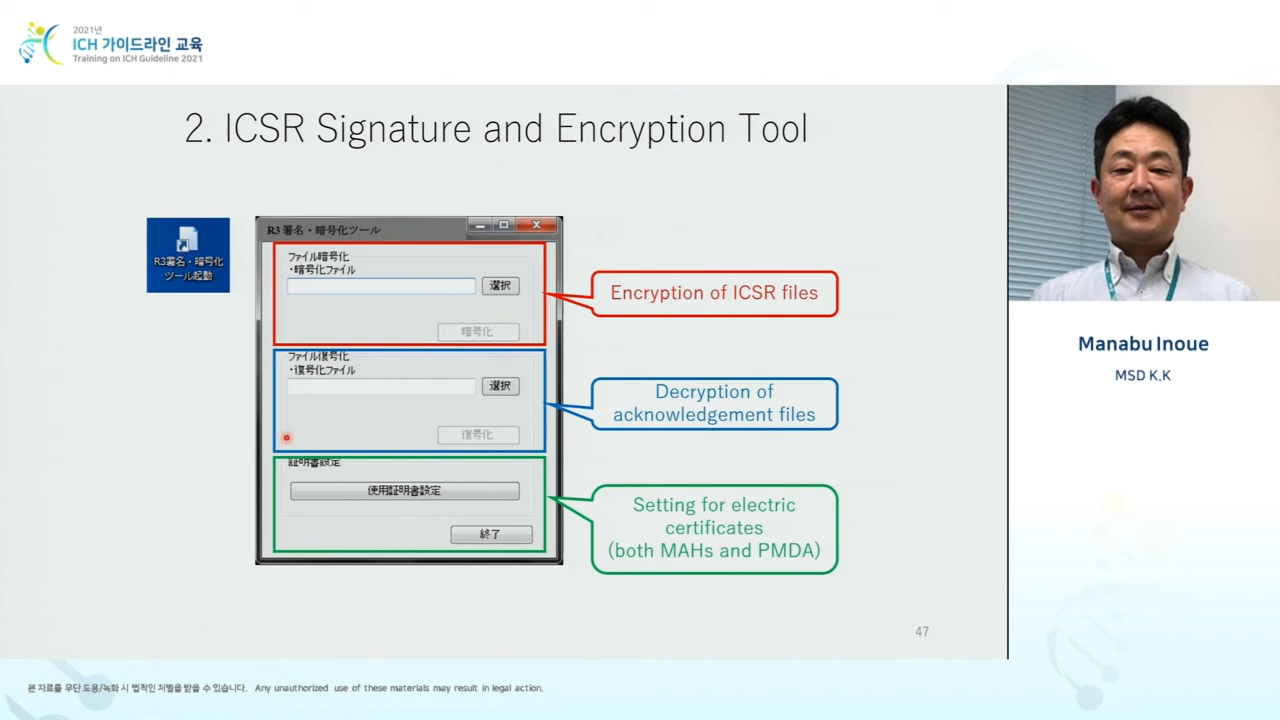 2021년
ICH 가이드라인 교육
Training on ICH Guideline 2021
2. ICSR Signature and Encryption Tool
R3署名・暗号化
ツール起動
R3署名・暗号化ツール
ファイル暗号化
・暗号化ファイル
選択
暗号化
Encryption of ICSR files
ファイル復号化
・復号化ファイル
選択
復号化
Decryption of
acknowledgement files
証明書設定
使用証明書設定
終了
Setting for electric
certificates
(both MAHs and PMDA)
Manabu Inoue
MSD K.K
47
본 자료를 무단 도용/녹화 시 법적인 처벌을 받을 수 있습니다. Any unauthorized use of these materials may result in legal action.